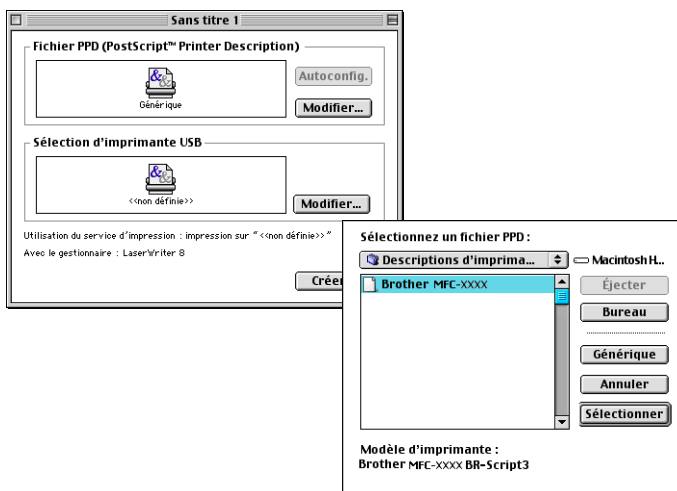 Sans titre 1
Fichier PPD (PostScript™ Printer Description)
Générique
Autoconfig.
Modifier...
Sélection d'imprimante USB
<<non définie>>
Modifier...
Utilisation du service d'impression : impression sur "<<non définie>>"
Avec le gestionnaire : LaserWriter 8
Créer
Sélectionnez un fichier PPD :
Descriptions d'imprima...
Macintosh H...
Brother MFC-XXXX
Éjecter
Bureau
Générique
Annuler
Sélectionner
Modèle d'imprimante :
Brother MFC-XXXX BR-Script3